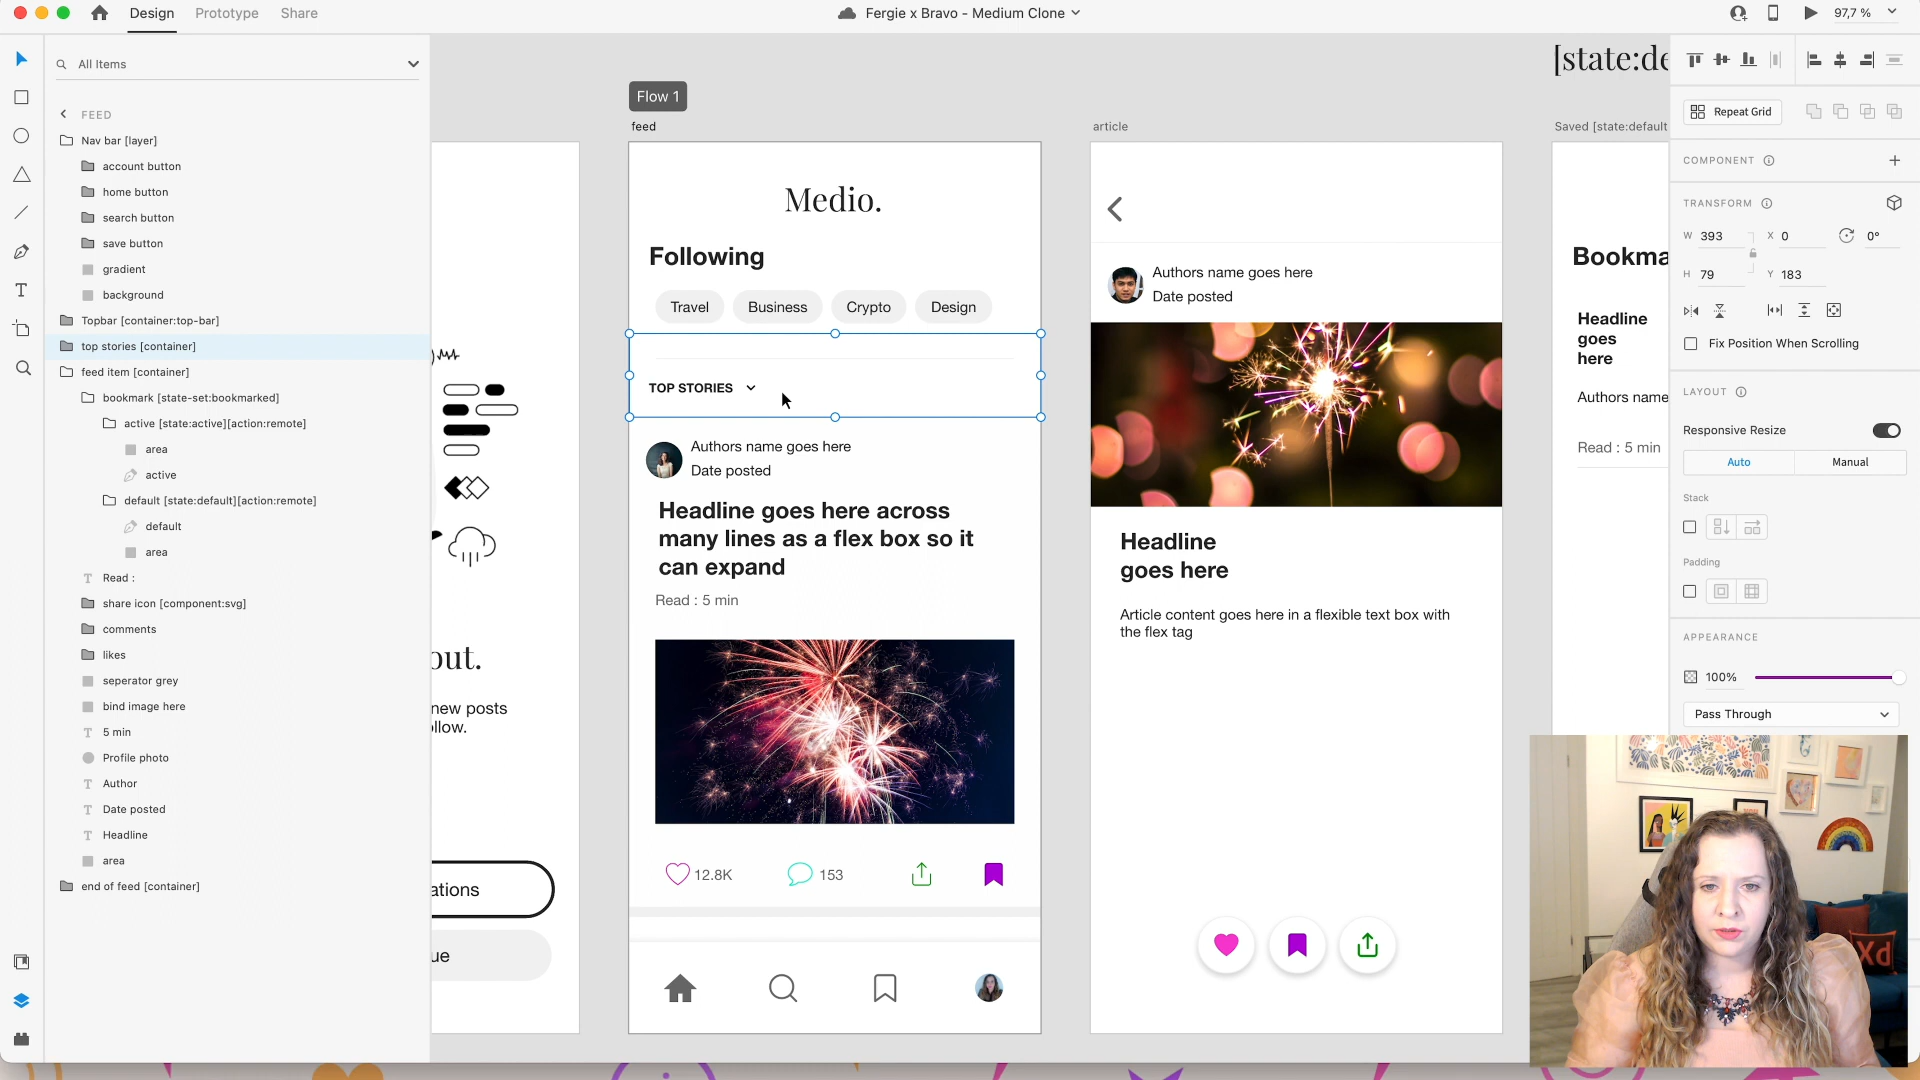 Design
Prototype
Share
Fergie x Bravo - Medium Clone
97,7 %
All Items
FEED
Nav bar [layer]
account button
home button
search button
save button
gradient
background
Topbar [container:top-bar]
top stories [container]
feed item [container]
bookmark [state-set:bookmarked]
active [state:active][action:remote]
area
active
default [state:default][action:remote]
default
area
Read :
share icon [component:svg]
comments
likes
seperator grey
bind image here
5 min
Profile photo
Author
Date posted
Headline
area
end of feed [container]
out.
new posts
llow.
ations
ue
Flow 1
feed
Medio.
Following
Travel
Business
Crypto
Design
TOP STORIES
Authors name goes here
Date posted
Headline goes here across
many lines as a flex box so it
can expand
Read : 5 min
12.8K
153
article
Authors name goes here
Date posted
Headline
goes here
Article content goes here in a flexible text box with
the flex tag
[state:de
Saved [state:default
Bookma
Headline
goes
here
Authors name
Read : 5 min
Repeat Grid
COMPONENT
TRANSFORM
W 393
X 0
0°
H 79
Y 183
Fix Position When Scrolling
LAYOUT
Responsive Resize
Auto
Manual
Stack
Padding
APPEARANCE
100%
Pass Through